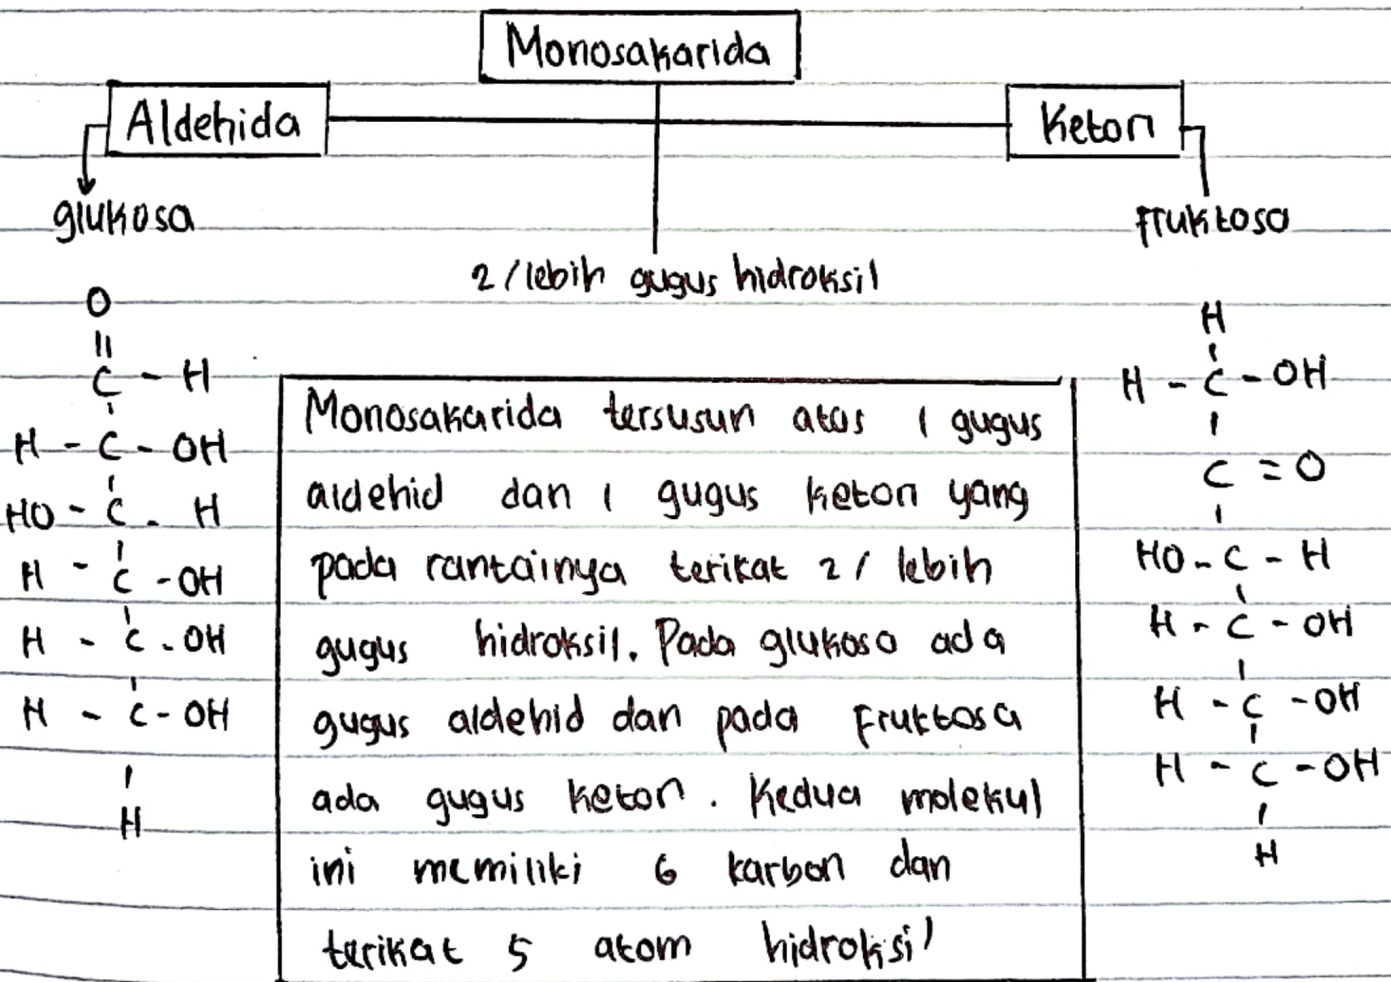 Monosakarida
Aldehida
Keton
glukosa
fruktosa
2/lebih gugus hidroksil
O
||
C - H
H - C - OH
HO - C - H
H - C - OH
H - C - OH
H - C - OH
H
Monosakarida tersusun atas 1 gugus
aldehid dan 1 gugus keton yang
pada rantainya terikat 2/ lebih
gugus hidroksil. Pada glukosa ada
gugus aldehid dan pada fruktosa
ada gugus keton. Kedua molekul
ini memiliki 6 karbon dan
terikat 5 atom hidroksil
H
H - C - OH
C = O
HO - C - H
H - C - OH
H - C - OH
H - C - OH
H